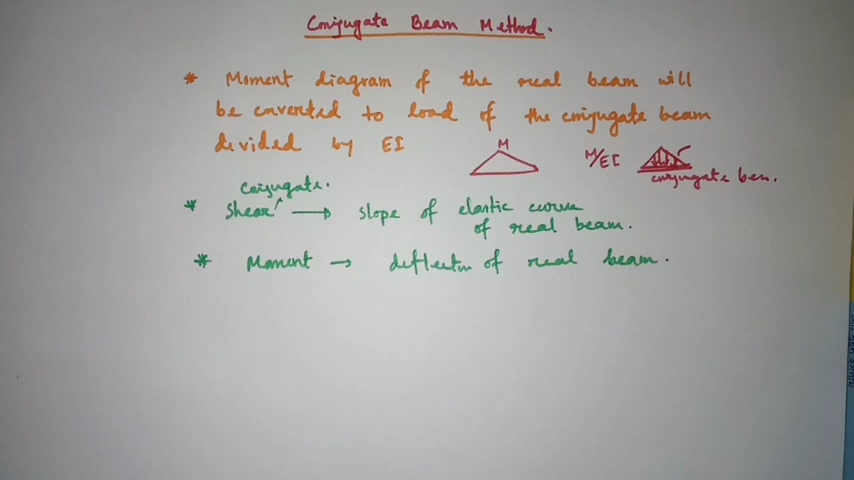 Conjugate Beam Method.
* Moment diagram of the real beam will
be converted to load of the conjugate beam
divided by EI
M
M/EI
conjugate bem.
Conjugate.
* Shear → slope of elastic curve
of real beam.
* Moment → deflectn of real beam.